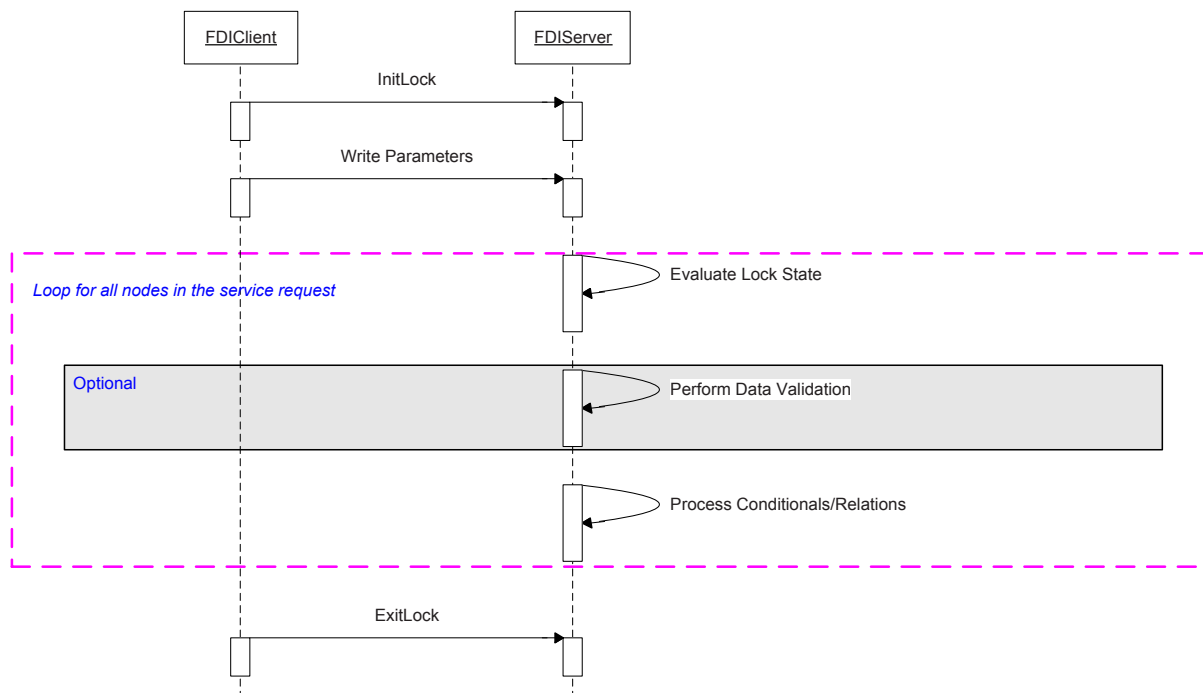 FDIClient
FDIServer
InitLock
Write Parameters
Evaluate Lock State
Loop for all nodes in the service request
Optional
Perform Data Validation
Process Conditionals/Relations
ExitLock